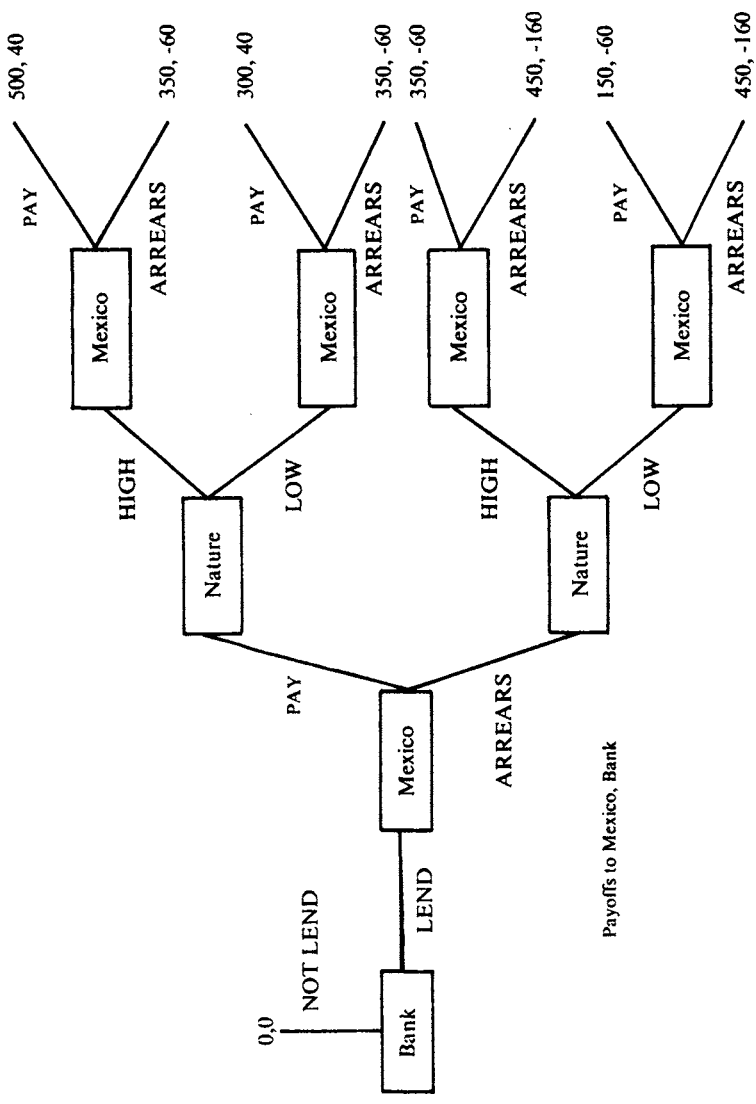 0,0
NOT LEND
Bank
LEND
Mexico
PAY
ARREARS
Nature
HIGH
LOW
Mexico
PAY
500, 40
ARREARS
350, -60
Mexico
PAY
300, 40
ARREARS
350, -60
Nature
HIGH
LOW
Mexico
PAY
350, -60
ARREARS
450, -160
Mexico
PAY
150, -60
ARREARS
450, -160
Payoffs to Mexico, Bank